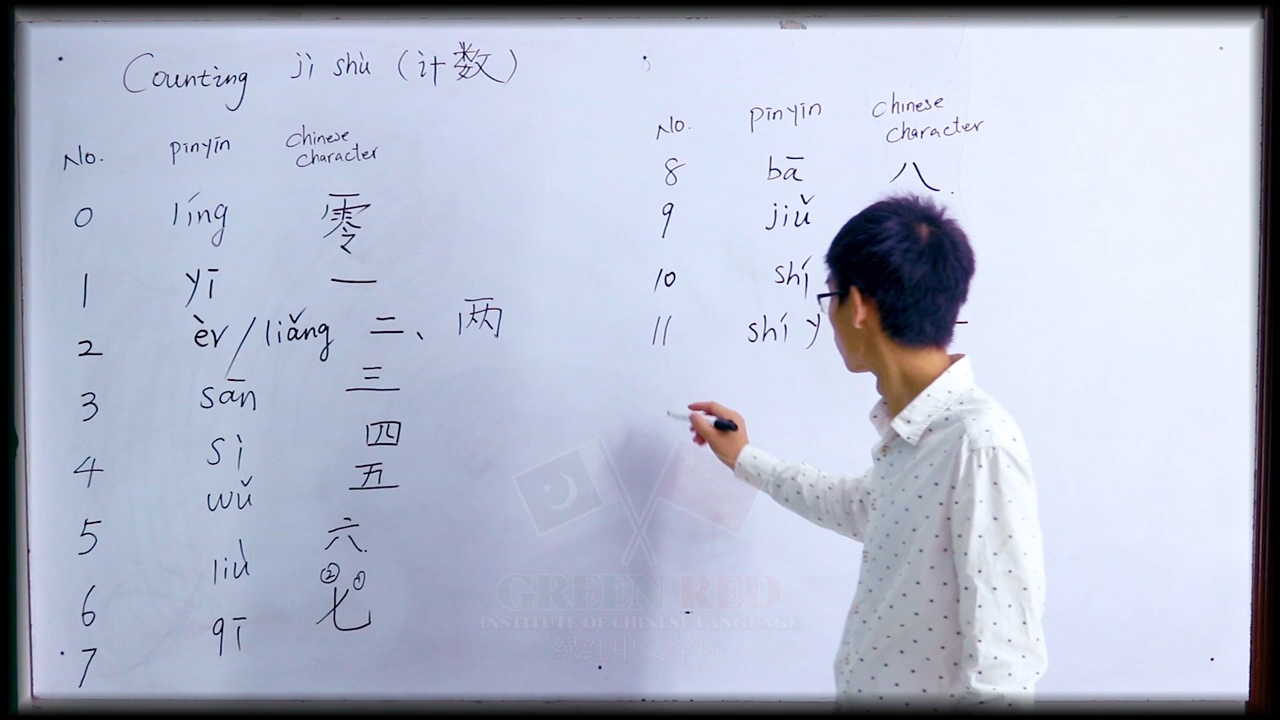 Counting jì shù (计数)
No. pīnyīn Chinese character
0 líng 零
1 yī 一
2 èr / liǎng 二、两
3 sān 三
4 sì 四
5 wǔ 五
6 liù 六
7 qī ② ① 七
No. pīnyīn Chinese character
8 bā 八
9 jiǔ
10 shí
11 shí y 一
GREEN RED
INSTITUTE OF CHINESE LANGUAGE
绿红中文学院